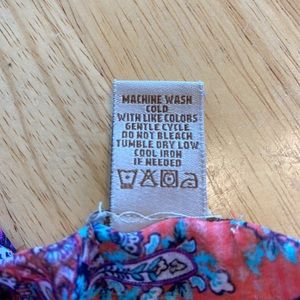 MACHINE WASH
COLD
WITH LIKE COLORS
GENTLE CYCLE
DO NOT BLEACH
TUMBLE DRY LOW
COOL IRON
IF NEEDED